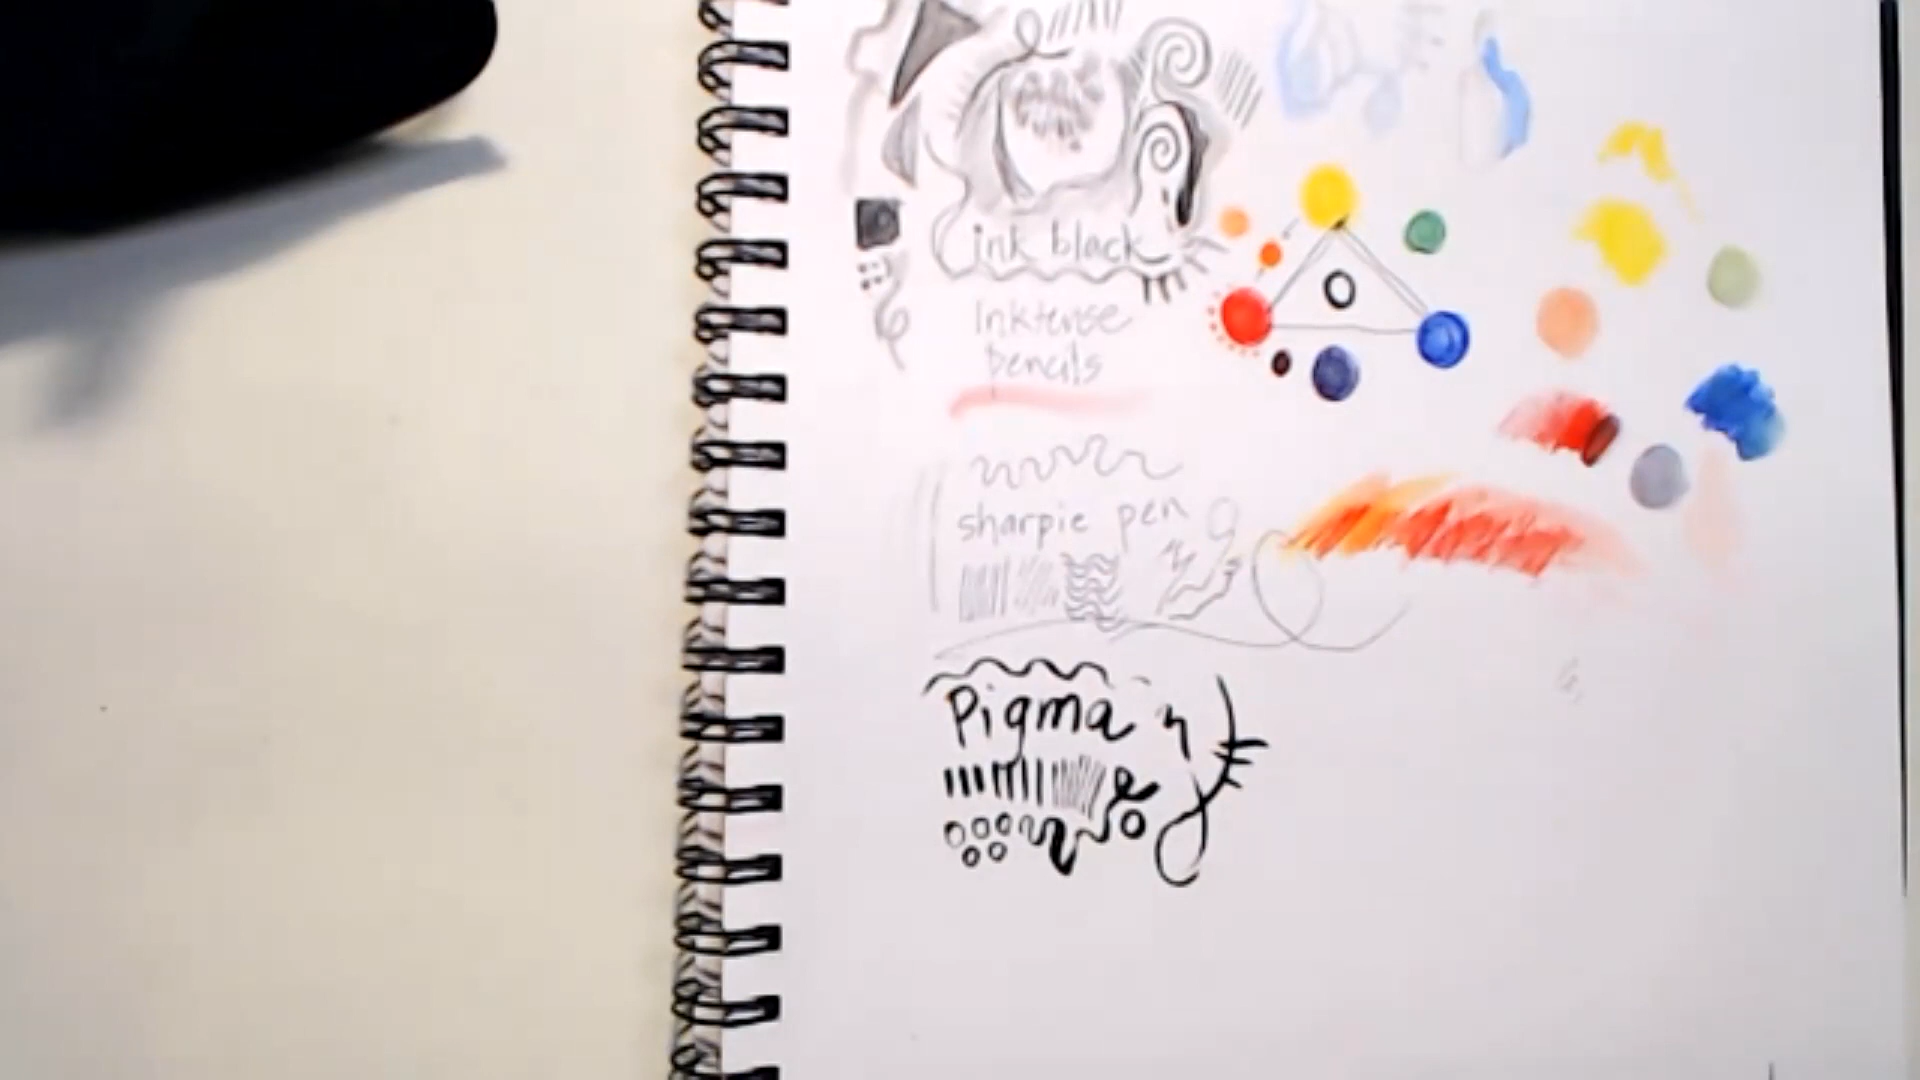 ink black
Inktense
pencils
sharpie pen
Pigma